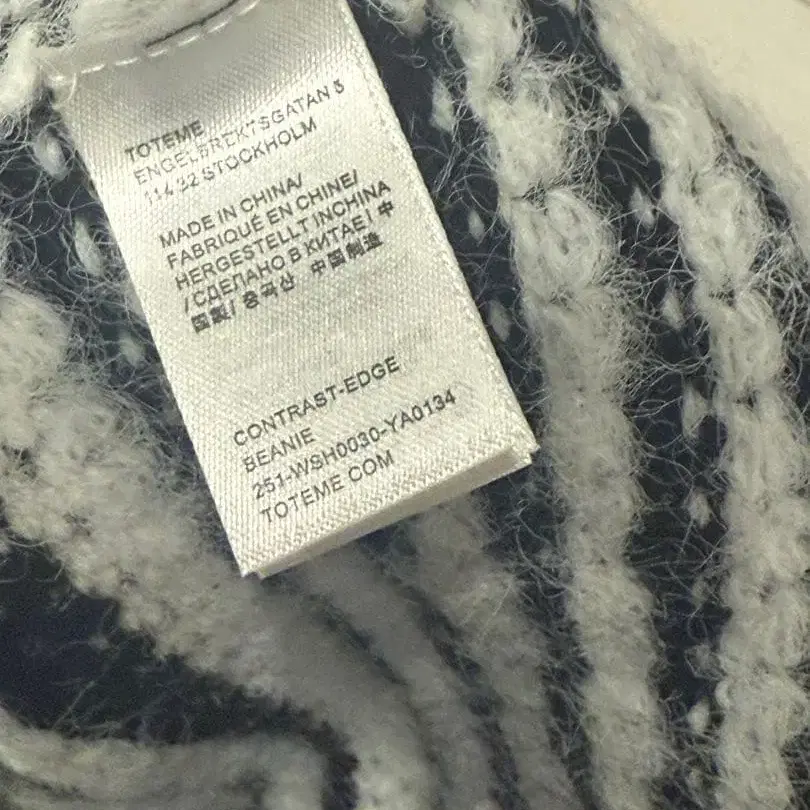 TOTEME
ENGELBREKTSGATAN 5
114 32 STOCKHOLM
MADE IN CHINA/
FABRIQUÉ EN CHINE/
HERGESTELLT IN CHINA
/ СДЕЛАНО В КИТАЕ / 中
国製/ 중국산 中国制造
CONTRAST-EDGE
BEANIE
251-WSH0030-YA0134
TOTEME COM